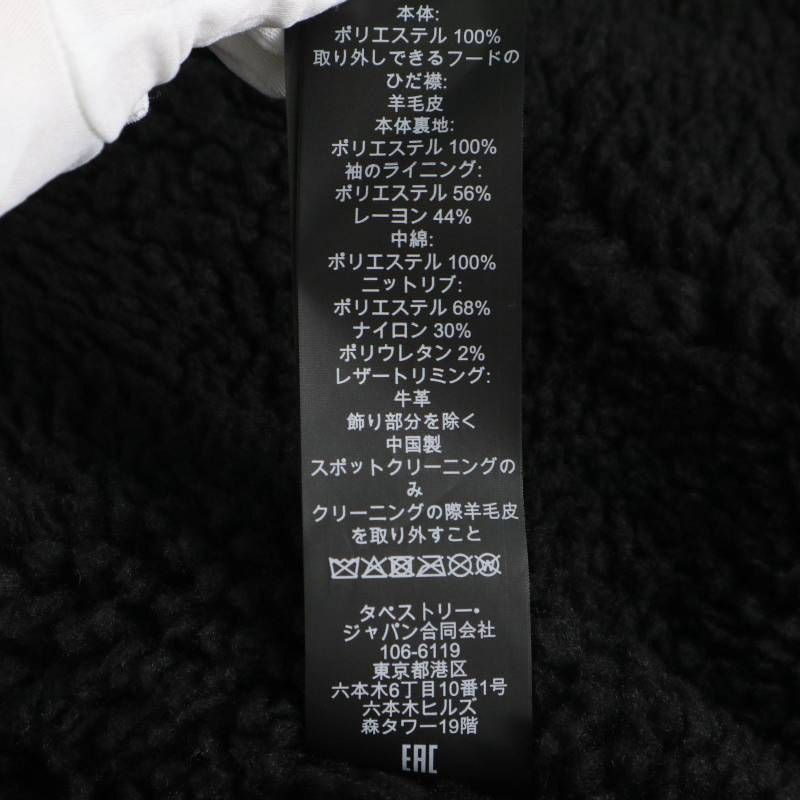 本体:
ポリエステル 100%
取り外しできるフードの
ひだ襟:
羊毛皮
本体裏地:
ポリエステル 100%
袖のライニング:
ポリエステル 56%
レーヨン 44%
中綿:
ポリエステル 100%
ニットリブ:
ポリエステル 68%
ナイロン 30%
ポリウレタン 2%
レザートリミング:
牛革
飾り部分を除く
中国製
スポットクリーニングの
み
クリーニングの際羊毛皮
を取り外すこと
タペストリー・
ジャパン合同会社
106-6119
東京都港区
六本木6丁目10番1号
六本木ヒルズ
森タワー19階
EAC